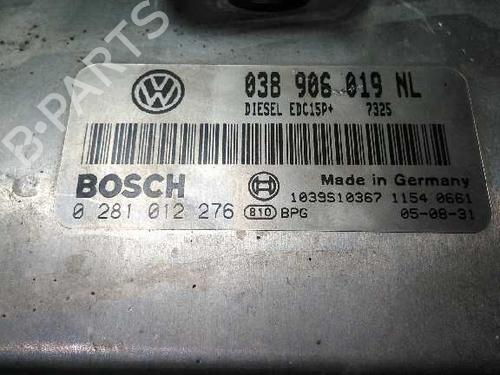 B-PARTS
038 906 019 NL
DIESEL EDC15P+ 7325
BOSCH
0 281 012 276
810 BPG
Made in Germany
1039S10367 1154 0661
05-08-31